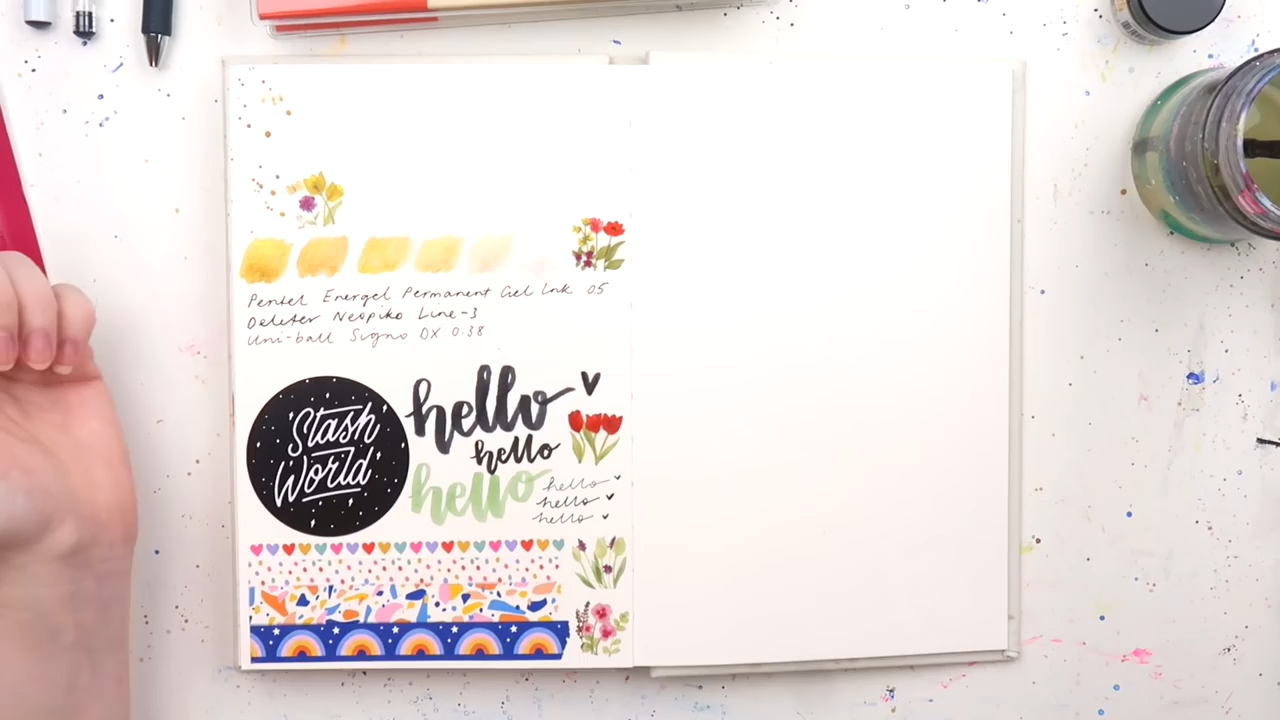 Pentel Energel Permanent Gel Ink 05
Deleter Neopiko Line-3
Uni-ball Signo DX 0.38
Stash
World
hello
hello
hello
hello
hello
hello